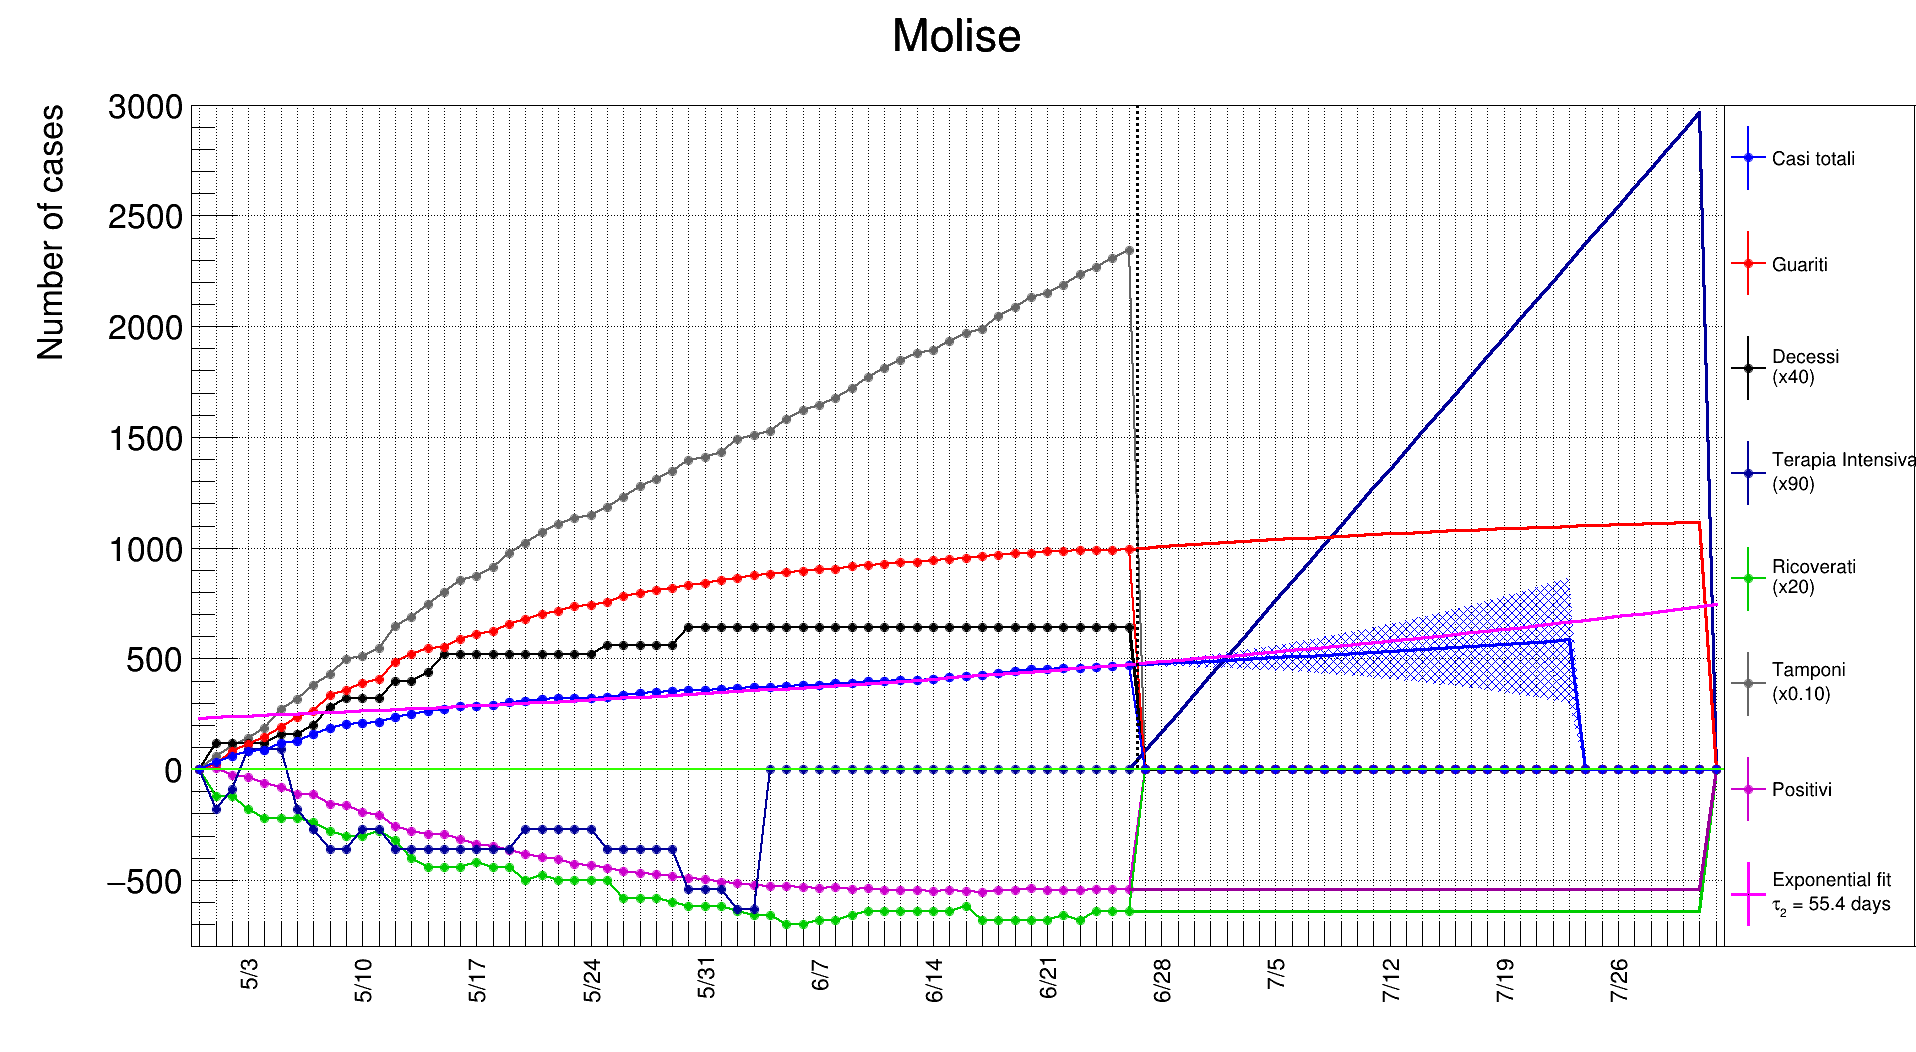 Molise
Number of cases
3000
2500
2000
1500
1000
500
0
−500
5/3
5/10
5/17
5/24
5/31
6/7
6/14
6/21
6/28
7/5
7/12
7/19
7/26
Casi totali
Guariti
Decessi
(x40)
Terapia Intensiva
(x90)
Ricoverati
(x20)
Tamponi
(x0.10)
Positivi
Exponential fit
τ2 = 55.4 days